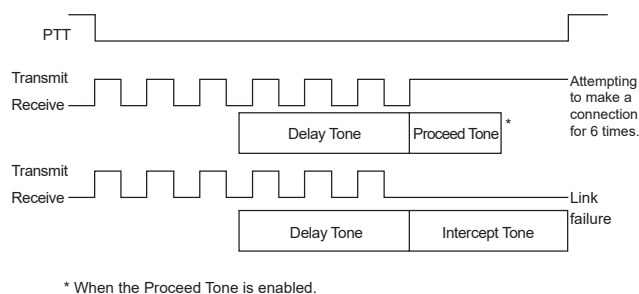 PTT
Transmit
Receive
Attempting
to make a
connection
for 6 times.
Delay Tone
Proceed Tone
*
Transmit
Receive
Link
failure
Delay Tone
Intercept Tone
* When the Proceed Tone is enabled.